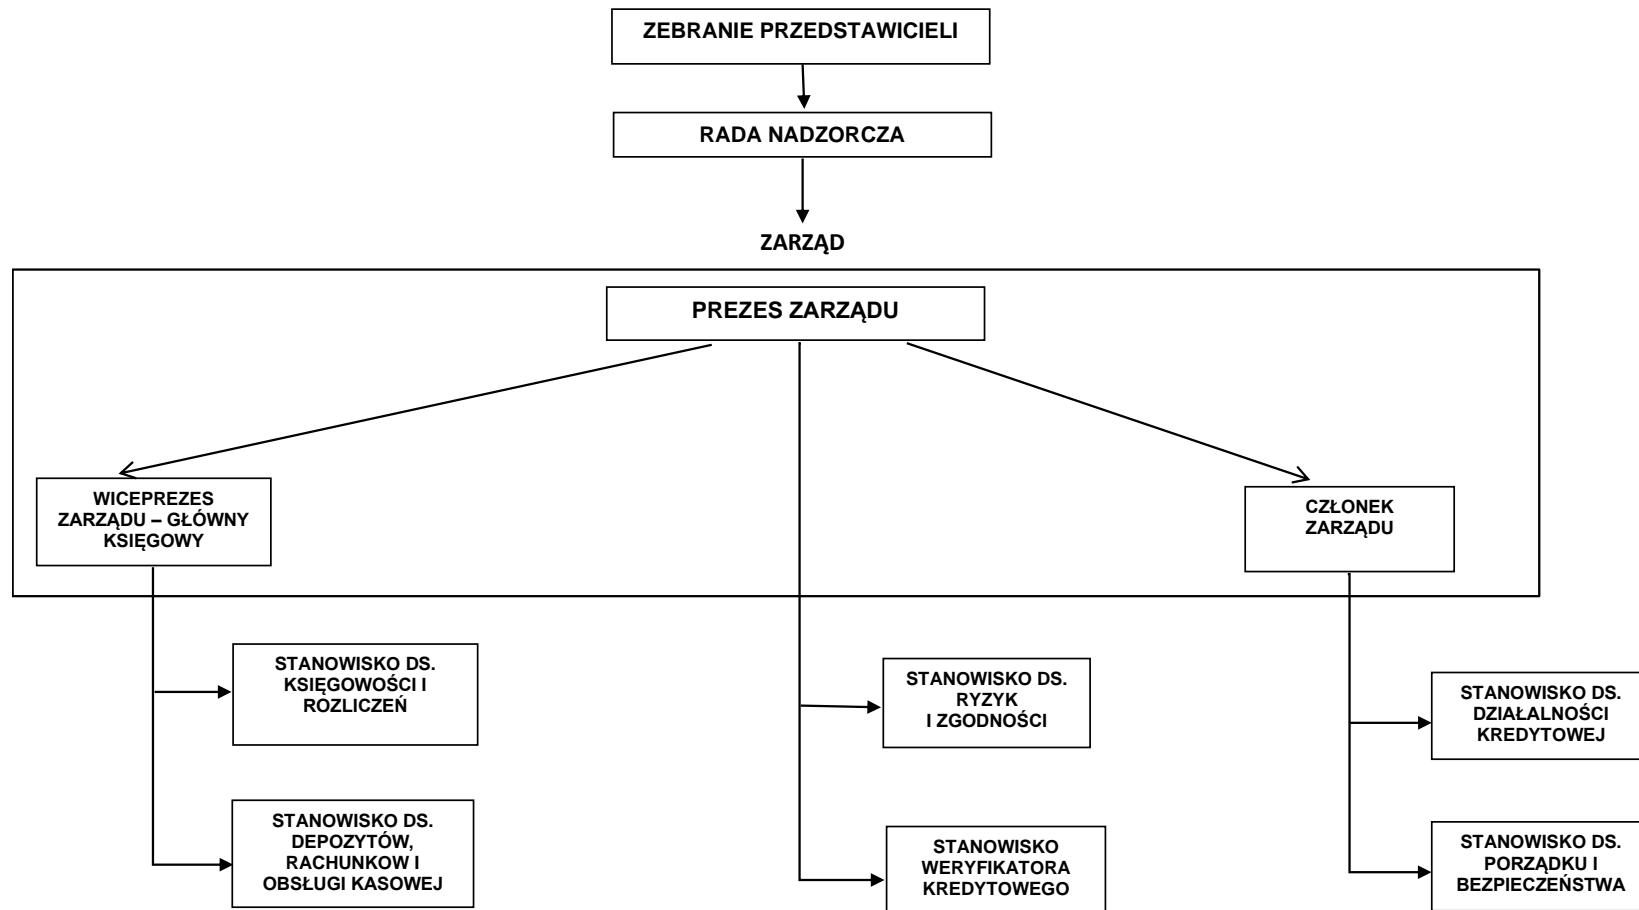 ZEBRANIE PRZEDSTAWICIELI
RADA NADZORCZA
ZARZĄD
PREZES ZARZĄDU
WICEPREZES
ZARZĄDU – GŁÓWNY
KSIĘGOWY
CZŁONEK
ZARZĄDU
STANOWISKO DS.
KSIĘGOWOŚCI I
ROZLICZEŃ
STANOWISKO DS.
RYZYK
I ZGODNOŚCI
STANOWISKO DS.
DZIAŁALNOŚCI
KREDYTOWEJ
STANOWISKO DS.
DEPOZYTÓW,
RACHUNKOW I
OBSŁUGI KASOWEJ
STANOWISKO
WERYFIKATORA
KREDYTOWEGO
STANOWISKO DS.
PORZĄDKU I
BEZPIECZEŃSTWA